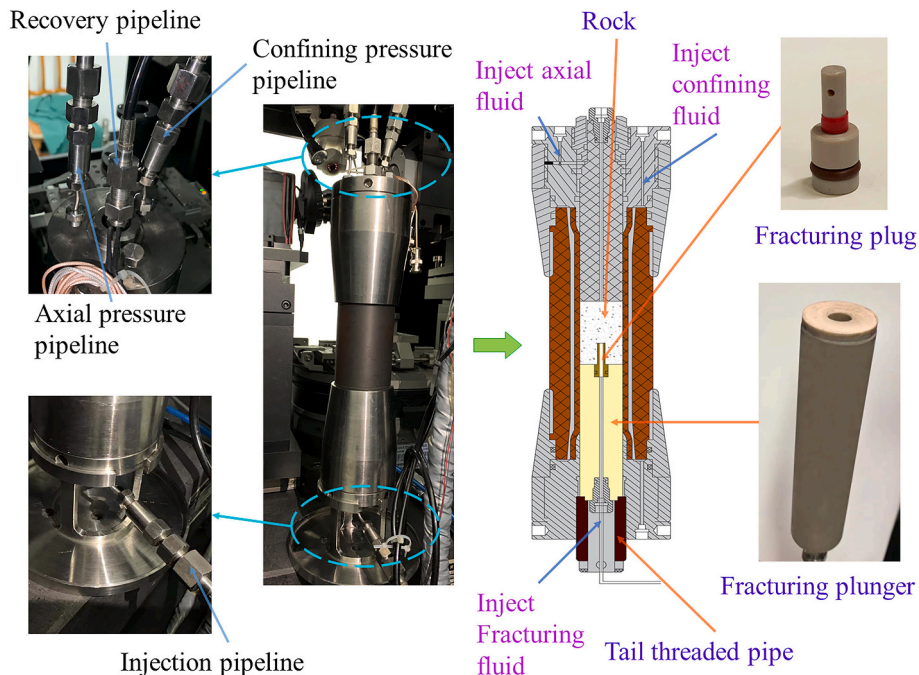 Recovery pipeline
Confining pressure
pipeline
Axial pressure
pipeline
Injection pipeline
Rock
Inject axial
fluid
Inject
confining
fluid
Fracturing plug
Fracturing plunger
Inject
Fracturing
fluid
Tail threaded pipe